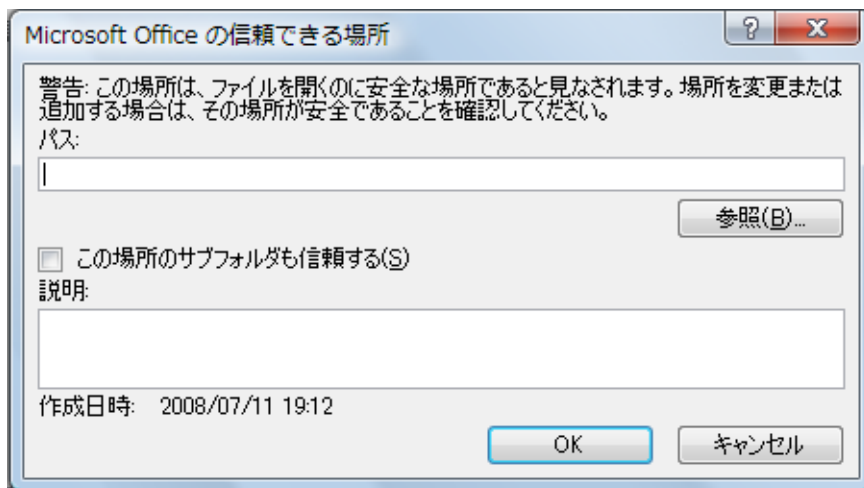 Microsoft Office の信頼できる場所
警告: この場所は、ファイルを開くのに安全な場所であると見なされます。場所を変更または
追加する場合は、その場所が安全であることを確認してください。
パス:
参照(B)...
この場所のサブフォルダも信頼する(S)
説明:
作成日時: 2008/07/11 19:12
OK キャンセル